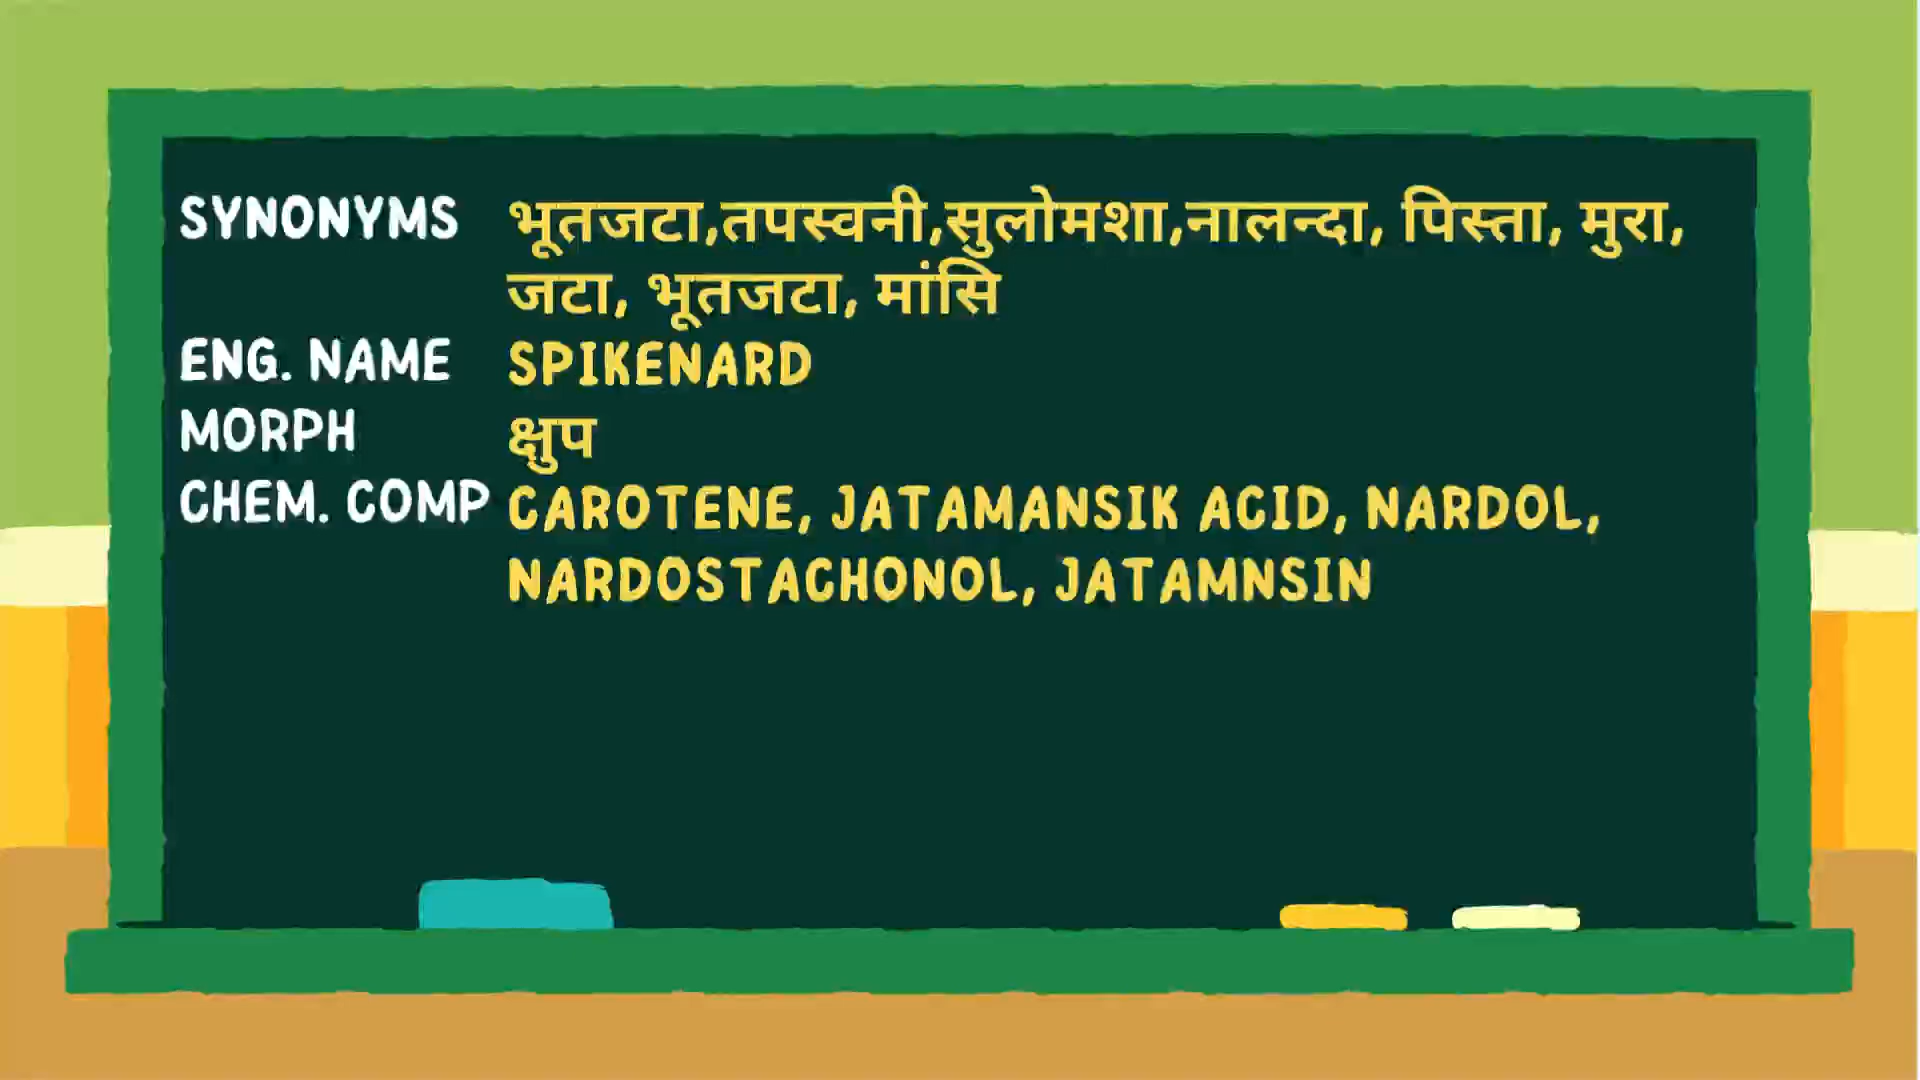 SYNONYMS भूतजटा,तपस्वनी,सुलोमशा,नालन्दा, पिस्ता, मुरा,
जटा, भूतजटा, मांसि
ENG. NAME SPIKENARD
MORPH क्षुप
CHEM. COMP CAROTENE, JATAMANSIK ACID, NARDOL,
NARDOSTACHONOL, JATAMNSIN